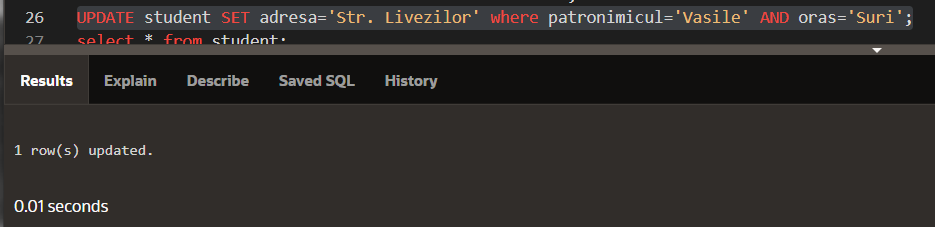 26 UPDATE student SET adresa='Str. Livezilor' where patronimicul='Vasile' AND oras='Suri';
27 select * from student;
Results Explain Describe Saved SQL History
1 row(s) updated.
0.01 seconds